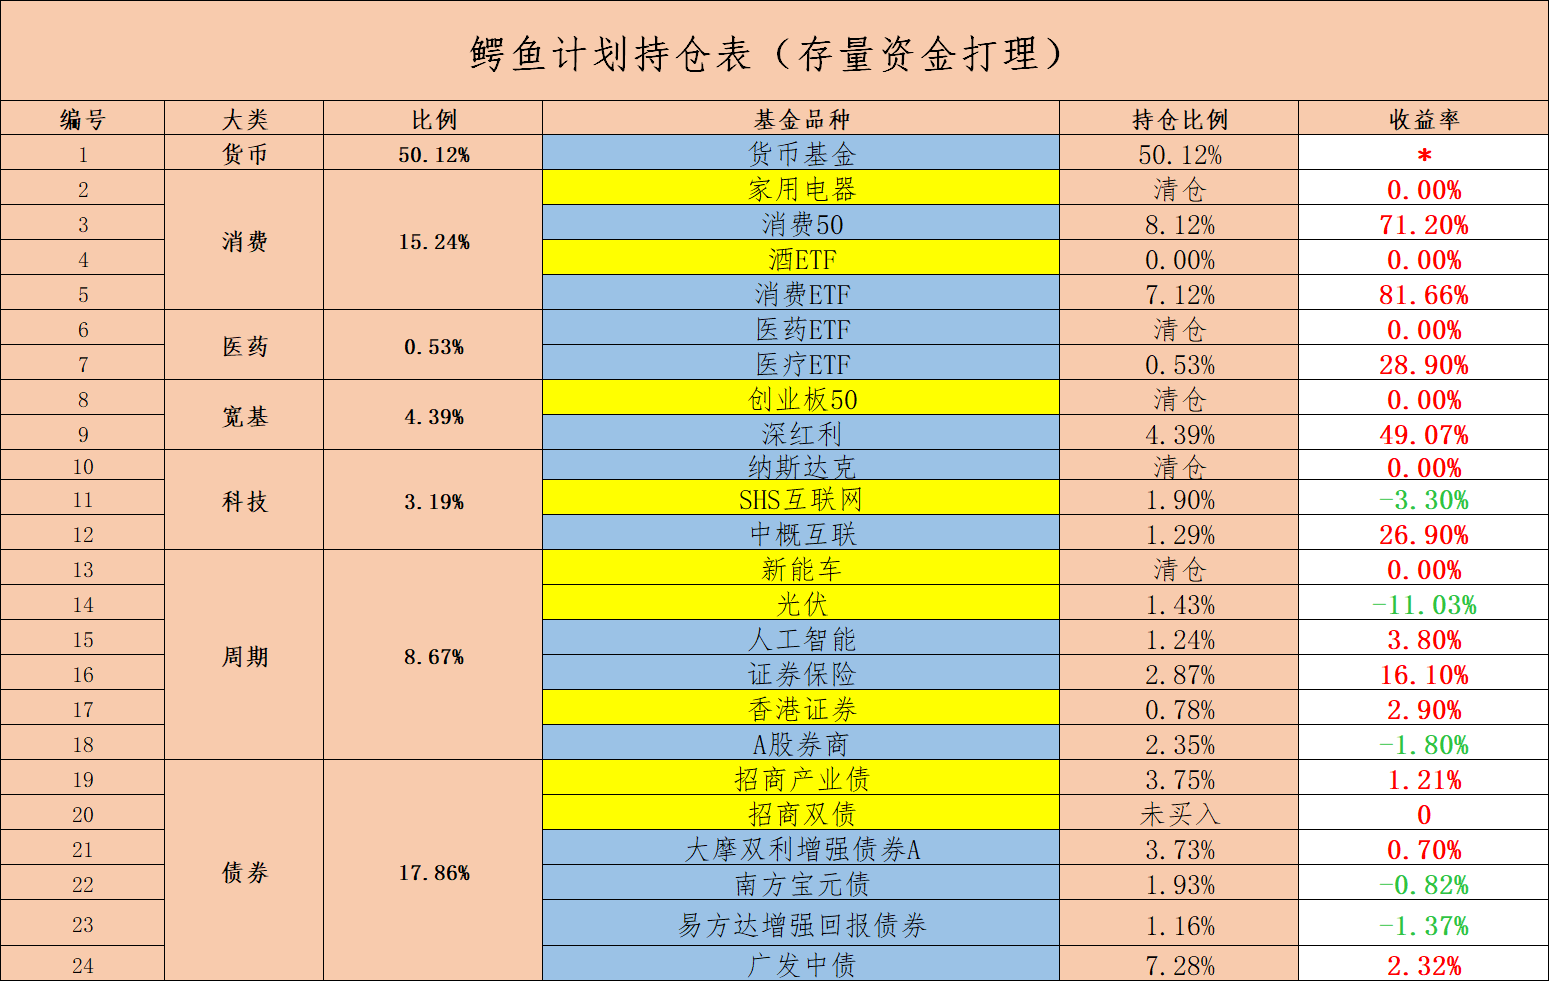 鳄鱼计划持仓表（存量资金打理）
编号 大类 比例 基金品种 持仓比例 收益率
1 货币 50.12% 货币基金 50.12% *
2 消费 15.24% 家用电器 清仓 0.00%
3 消费50 8.12% 71.20%
4 酒ETF 0.00% 0.00%
5 消费ETF 7.12% 81.66%
6 医药 0.53% 医药ETF 清仓 0.00%
7 医疗ETF 0.53% 28.90%
8 宽基 4.39% 创业板50 清仓 0.00%
9 深红利 4.39% 49.07%
10 科技 3.19% 纳斯达克 清仓 0.00%
11 SHS互联网 1.90% -3.30%
12 中概互联 1.29% 26.90%
13 周期 8.67% 新能车 清仓 0.00%
14 光伏 1.43% -11.03%
15 人工智能 1.24% 3.80%
16 证券保险 2.87% 16.10%
17 香港证券 0.78% 2.90%
18 A股券商 2.35% -1.80%
19 债券 17.86% 招商产业债 3.75% 1.21%
20 招商双债 未买入 0
21 大摩双利增强债券A 3.73% 0.70%
22 南方宝元债 1.93% -0.82%
23 易方达增强回报债券 1.16% -1.37%
24 广发中债 7.28% 2.32%